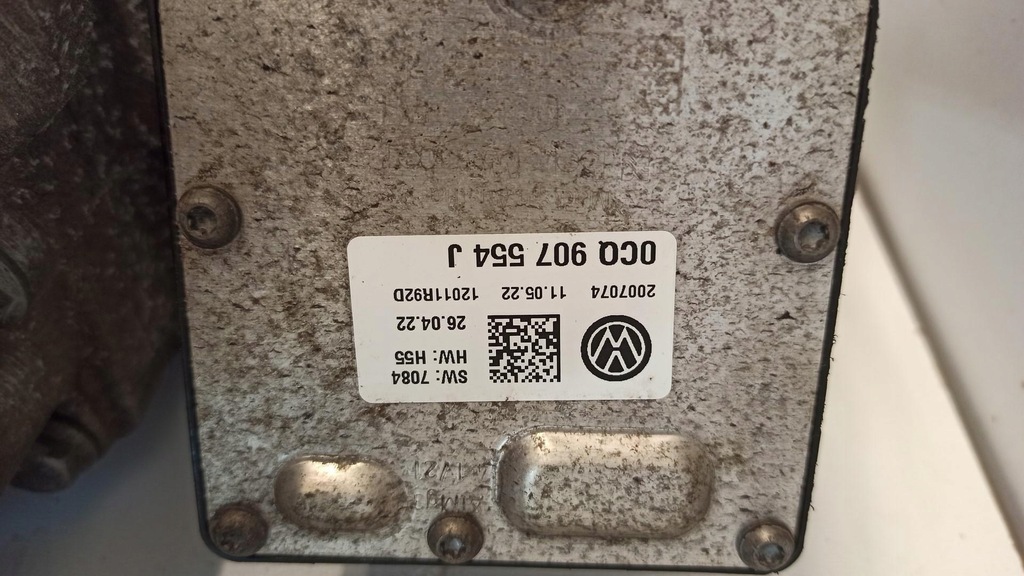 SW: 7084
HW: H55
26.04.22
2007074 11.05.22 12011R92D
0CQ 907 554 J